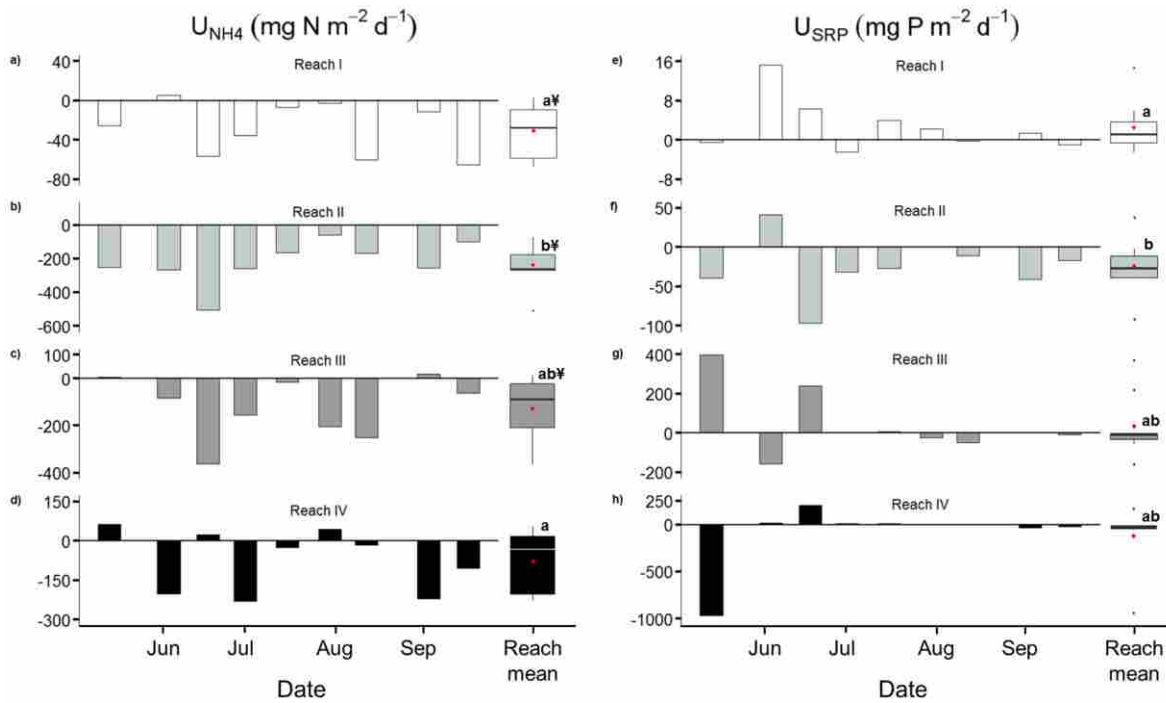 U_NH4 (mg N m⁻² d⁻¹)
a)
Reach I
40
0
-40
-80
a¥
b)
Reach II
0
-200
-400
-600
b¥
c)
Reach III
100
0
-200
-400
ab¥
d)
Reach IV
150
0
-150
-300
a
Jun Jul Aug Sep Reach
mean
Date
U_SRP (mg P m⁻² d⁻¹)
e)
Reach I
16
8
0
-8
a
f)
Reach II
50
0
-50
-100
b
g)
Reach III
400
200
0
-200
ab
h)
Reach IV
250
0
-500
-1000
ab
Jun Jul Aug Sep Reach
mean
Date